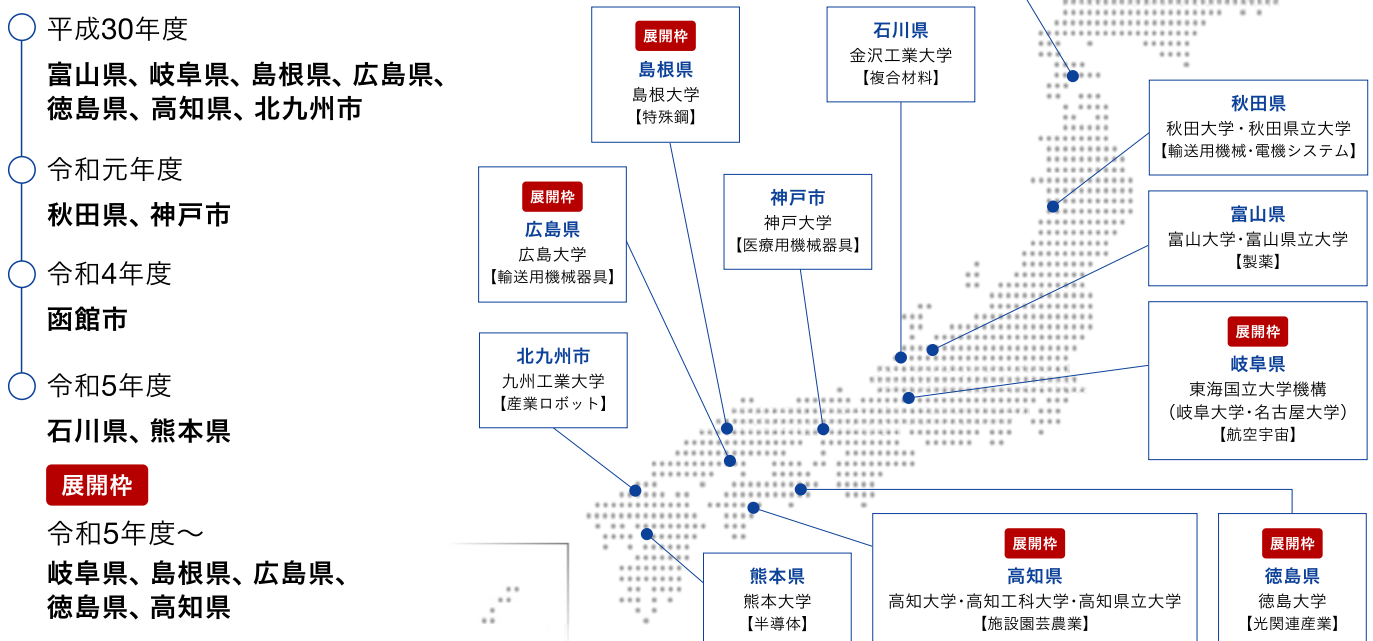 平成30年度
富山県、岐阜県、島根県、広島県、
徳島県、高知県、北九州市
令和元年度
秋田県、神戸市
令和4年度
函館市
令和5年度
石川県、熊本県
展開枠
令和5年度～
岐阜県、島根県、広島県、
徳島県、高知県
展開枠
島根県
島根大学
【特殊鋼】
石川県
金沢工業大学
【複合材料】
秋田県
秋田大学・秋田県立大学
【輸送用機械・電機システム】
展開枠
広島県
広島大学
【輸送用機械器具】
神戸市
神戸大学
【医療用機械器具】
富山県
富山大学・富山県立大学
【製薬】
北九州市
九州工業大学
【産業ロボット】
展開枠
岐阜県
東海国立大学機構
（岐阜大学・名古屋大学）
【航空宇宙】
熊本県
熊本大学
【半導体】
展開枠
高知県
高知大学・高知工科大学・高知県立大学
【施設園芸農業】
展開枠
徳島県
徳島大学
【光関連産業】